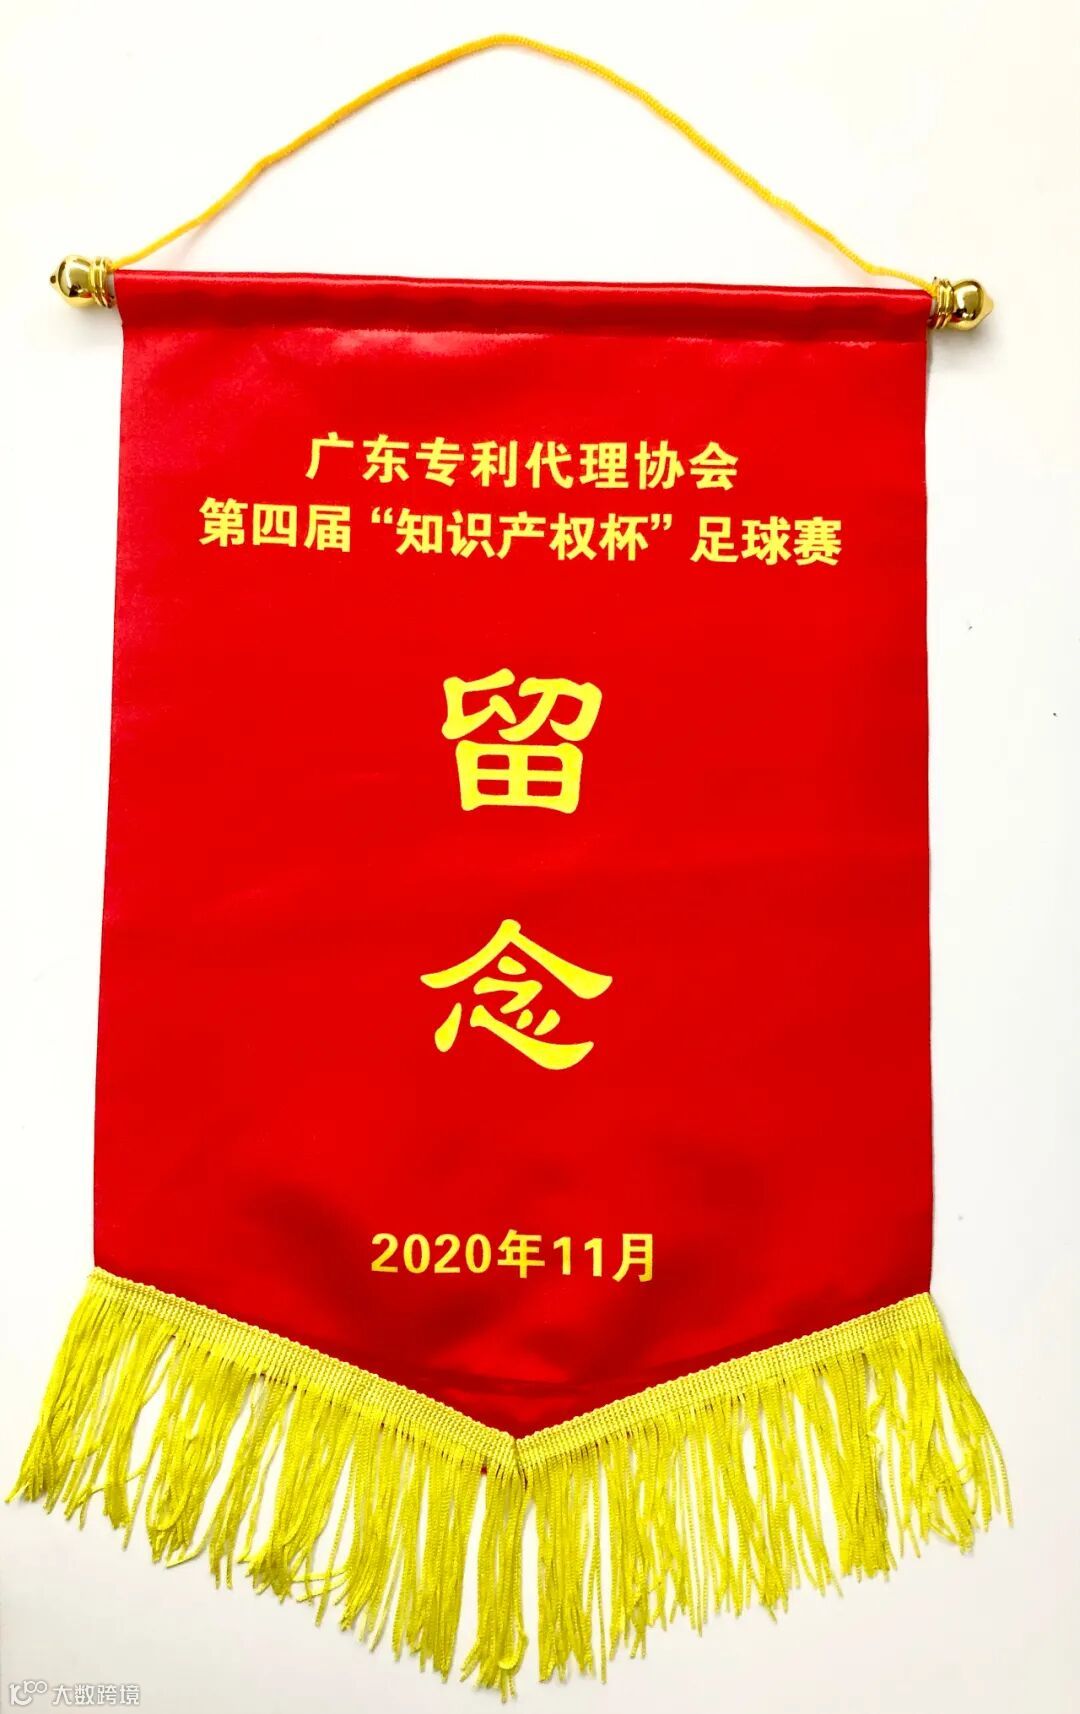 广东专利代理协会
第四届“知识产权杯”足球赛
留
念
2020年11月
大数跨境